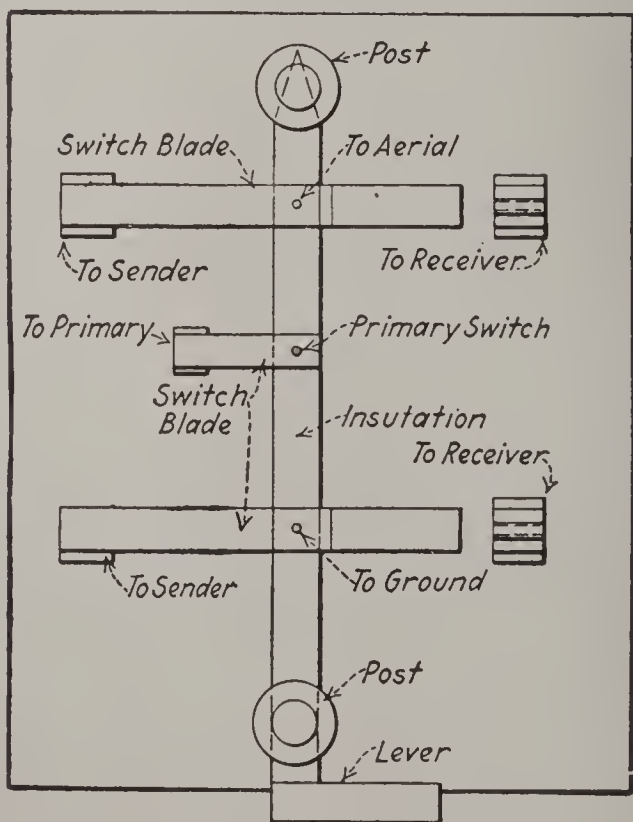 Post
Switch Blade
To Aerial
To Sender
To Receiver
To Primary
Primary Switch
Switch
Blade
Insutation
To Receiver
To Sender
To Ground
Post
Lever